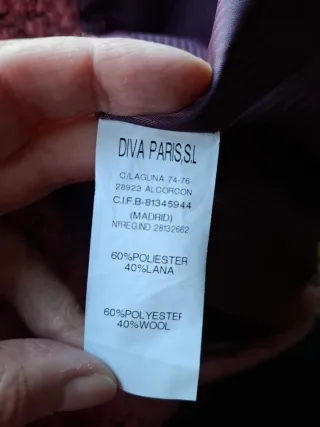 DIVA PARIS,S.L
C/LAGUNA 74-76
28923 ALCORCON
C.I.F.B-81345944
(MADRID)
NºREG.IND 28132662
60%POLIESTER
40%LANA
60%POLYESTER
40%WOOL